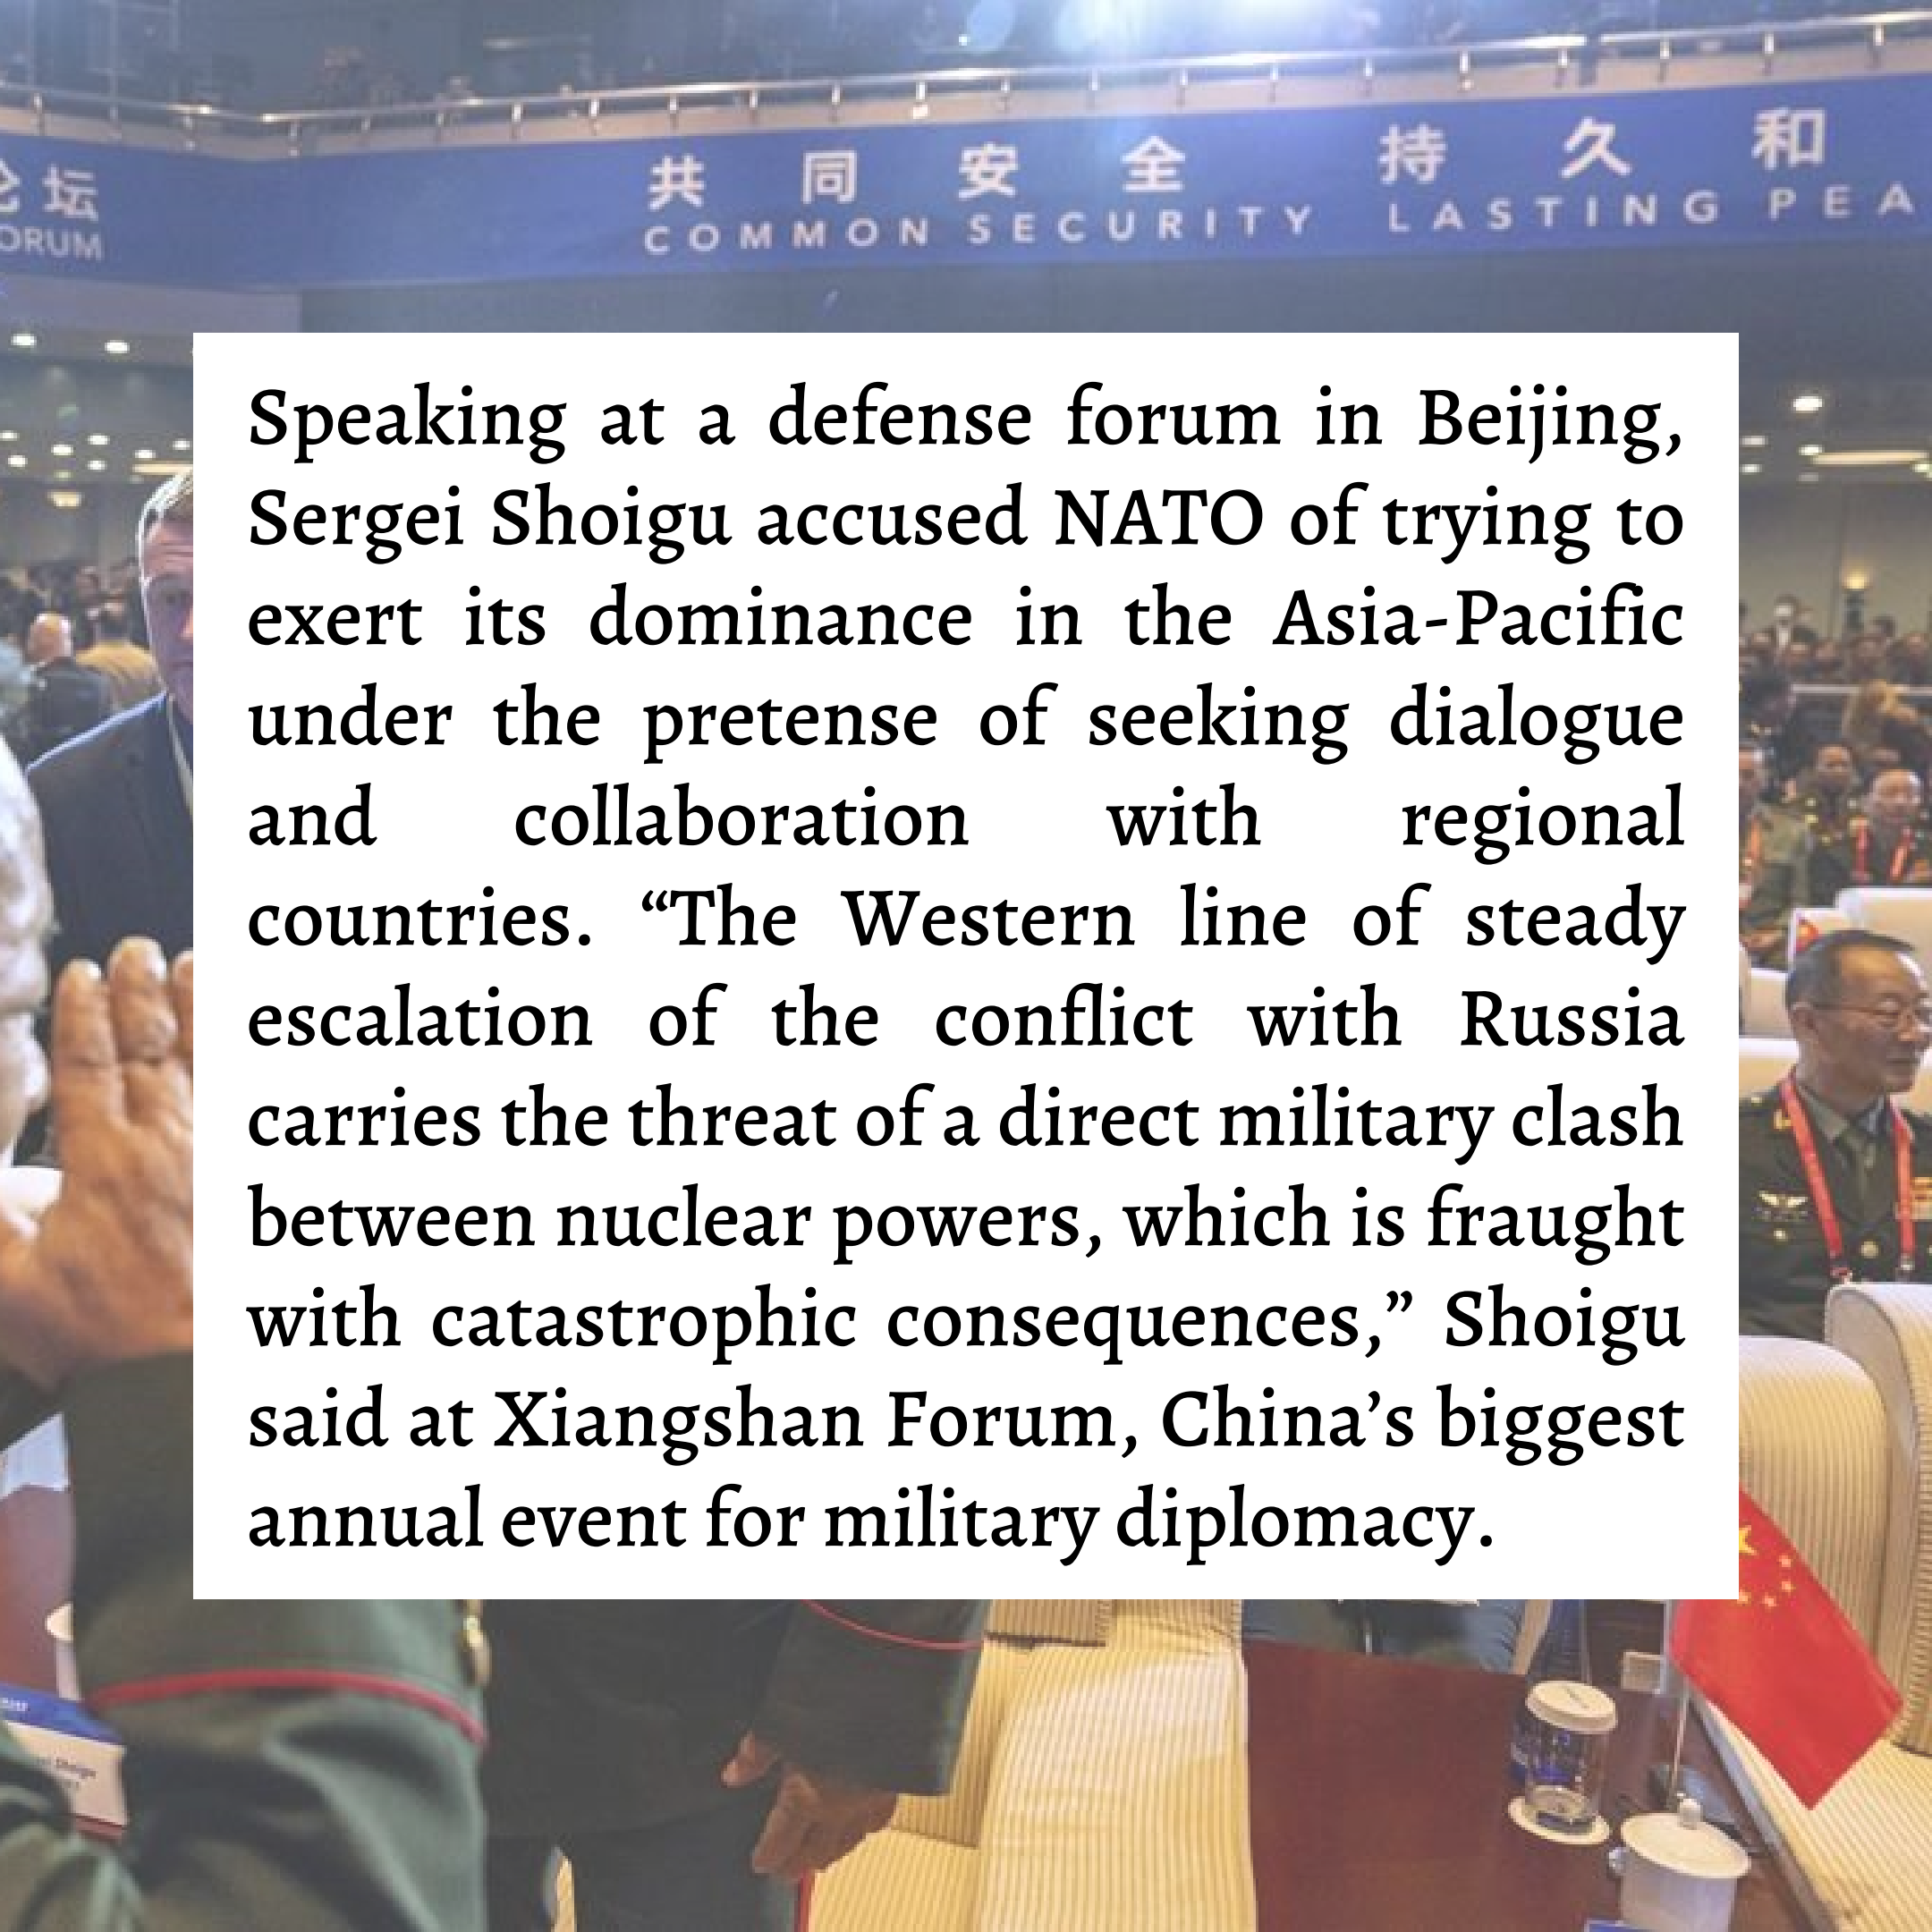 论坛
ORUM
共同安全 持久和
COMMON SECURITY LASTING PEA
Speaking at a defense forum in Beijing,
Sergei Shoigu accused NATO of trying to
exert its dominance in the Asia-Pacific
under the pretense of seeking dialogue
and collaboration with regional
countries. “The Western line of steady
escalation of the conflict with Russia
carries the threat of a direct military clash
between nuclear powers, which is fraught
with catastrophic consequences,” Shoigu
said at Xiangshan Forum, China’s biggest
annual event for military diplomacy.
Shoigu